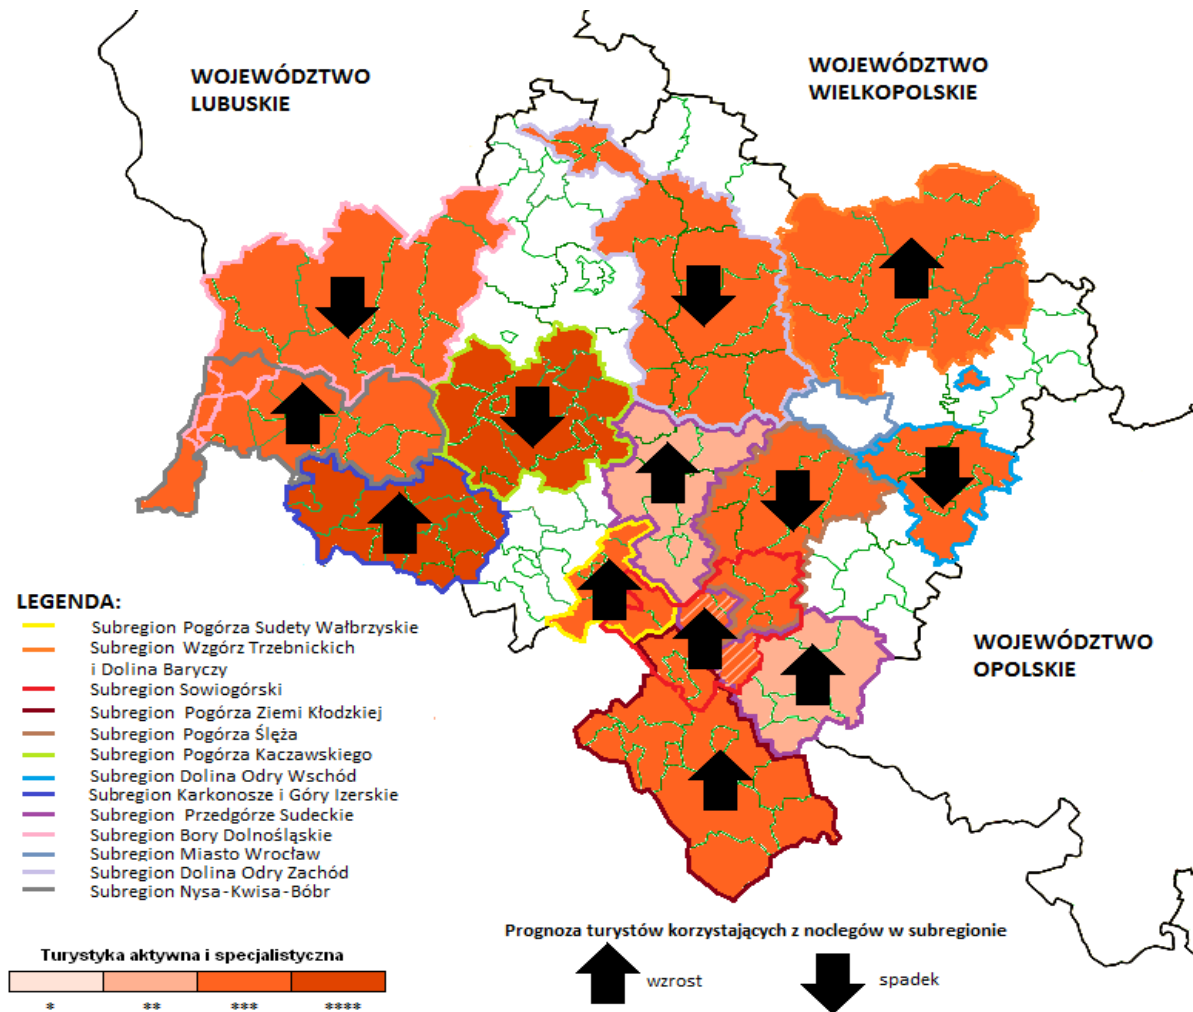 WOJEWÓDZTWO
LUBUSKIE
WOJEWÓDZTWO
WIELKOPOLSKIE
WOJEWÓDZTWO
OPOLSKIE
LEGENDA:
Subregion Pogórza Sudety Wałbrzyskie
Subregion Wzgórz Trzebnickich
i Dolina Baryczy
Subregion Sowiogórski
Subregion Pogórza Ziemi Kłodzkiej
Subregion Pogórza Ślęża
Subregion Pogórza Kaczawskiego
Subregion Dolina Odry Wschód
Subregion Karkonosze i Góry Izerskie
Subregion Przedgórze Sudeckie
Subregion Bory Dolnośląskie
Subregion Miasto Wrocław
Subregion Dolina Odry Zachód
Subregion Nysa-Kwisa-Bóbr
Turystyka aktywna i specjalistyczna
* ** *** ****
Prognoza turystów korzystających z noclegów w subregionie
wzrost spadek